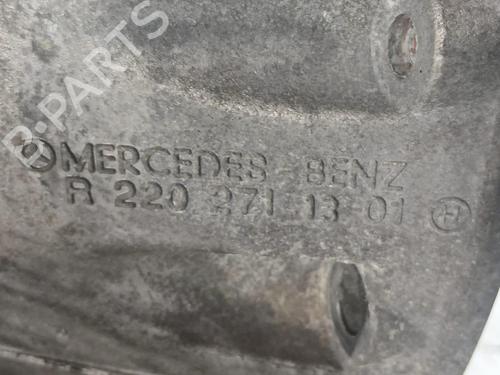 B-PARTS
MERCEDES-BENZ
R 220 271 13 01 H